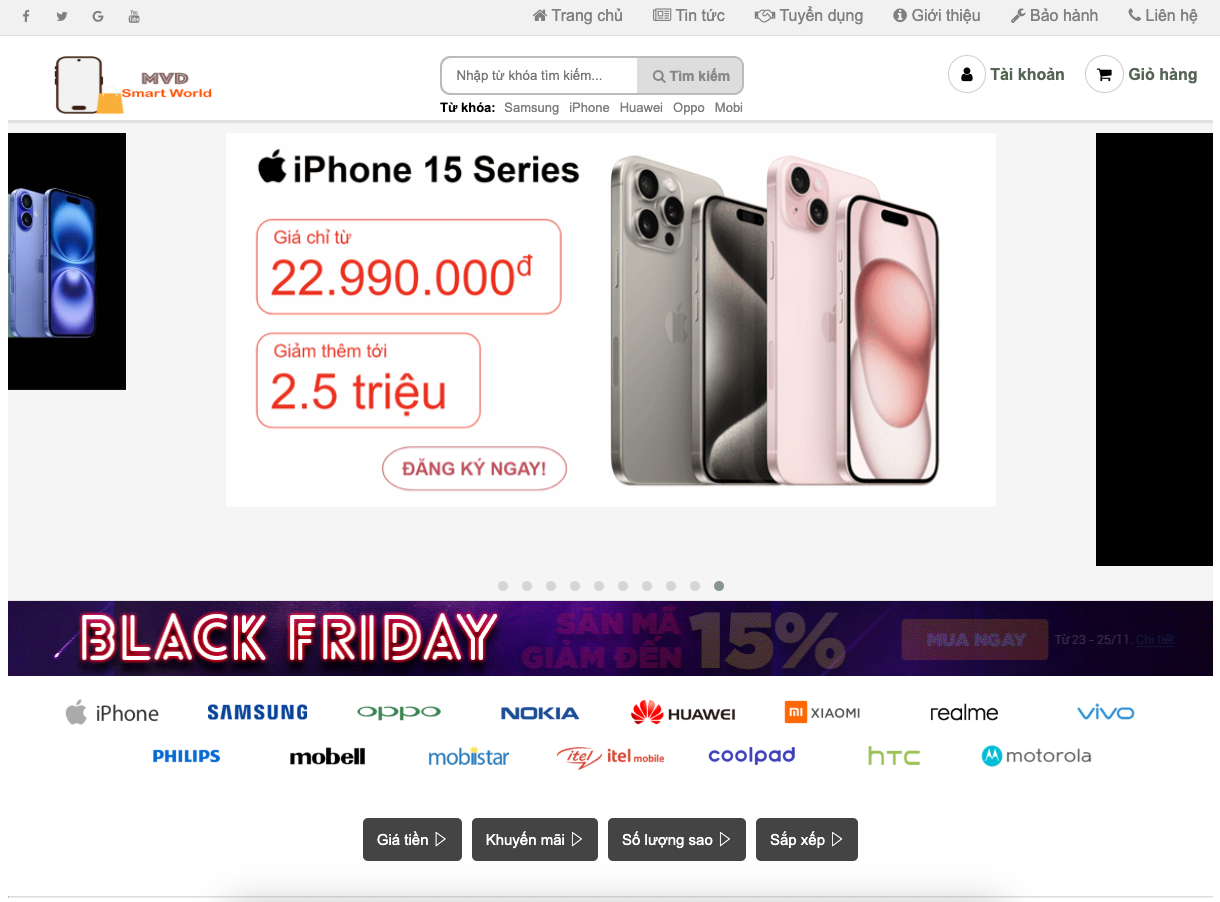 Trang chủ Tin tức Tuyển dụng Giới thiệu Bảo hành Liên hệ
MVD
Smart World
Nhập từ khóa tìm kiếm... Tìm kiếm
Từ khóa: Samsung iPhone Huawei Oppo Mobi
Tài khoản Giỏ hàng
iPhone 15 Series
Giá chỉ từ
22.990.000đ
Giảm thêm tới
2.5 triệu
ĐĂNG KÝ NGAY!
BLACK FRIDAY
SĂN MÃ
GIẢM ĐẾN
15%
MUA NGAY
Từ 23 - 25/11. Chi tiết
iPhone SAMSUNG oppo NOKIA HUAWEI mi XIAOMI realme vivo
PHILIPS mobell mobiistar itel itel mobile coolpad hTC motorola
Giá tiền Khuyến mãi Số lượng sao Sắp xếp